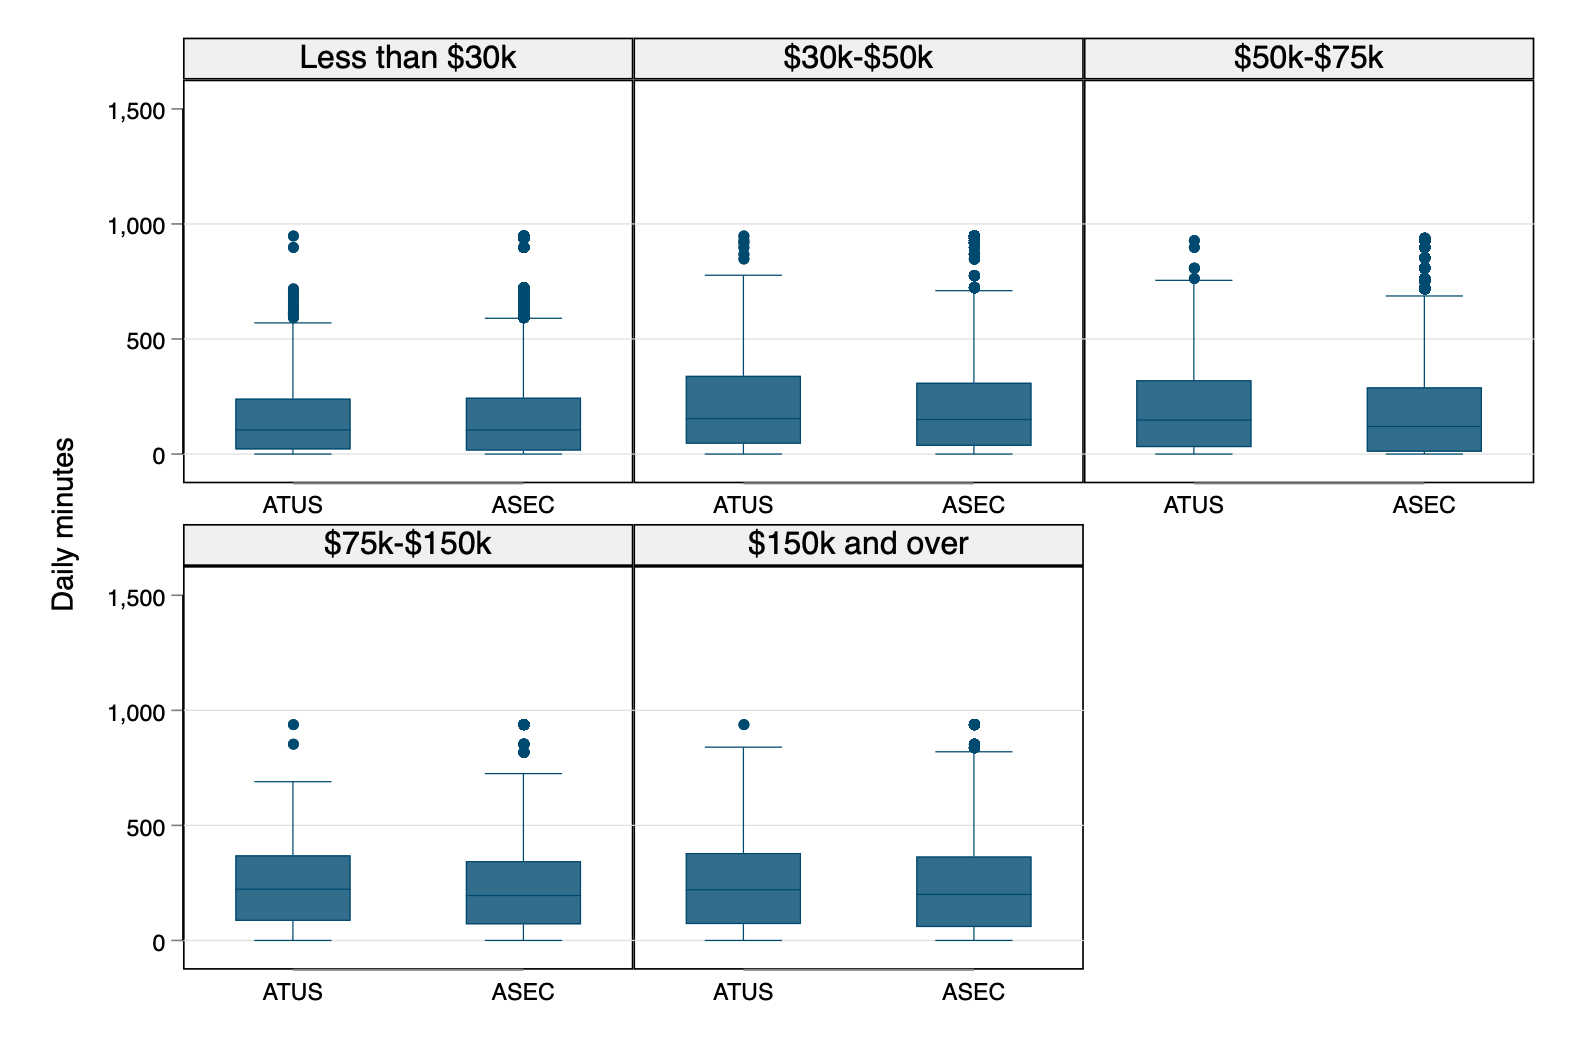 Less than $30k
$30k-$50k
$50k-$75k
1,500
1,000
500
0
ATUS
ASEC
ATUS
ASEC
ATUS
ASEC
Daily minutes
$75k-$150k
$150k and over
1,500
1,000
500
0
ATUS
ASEC
ATUS
ASEC